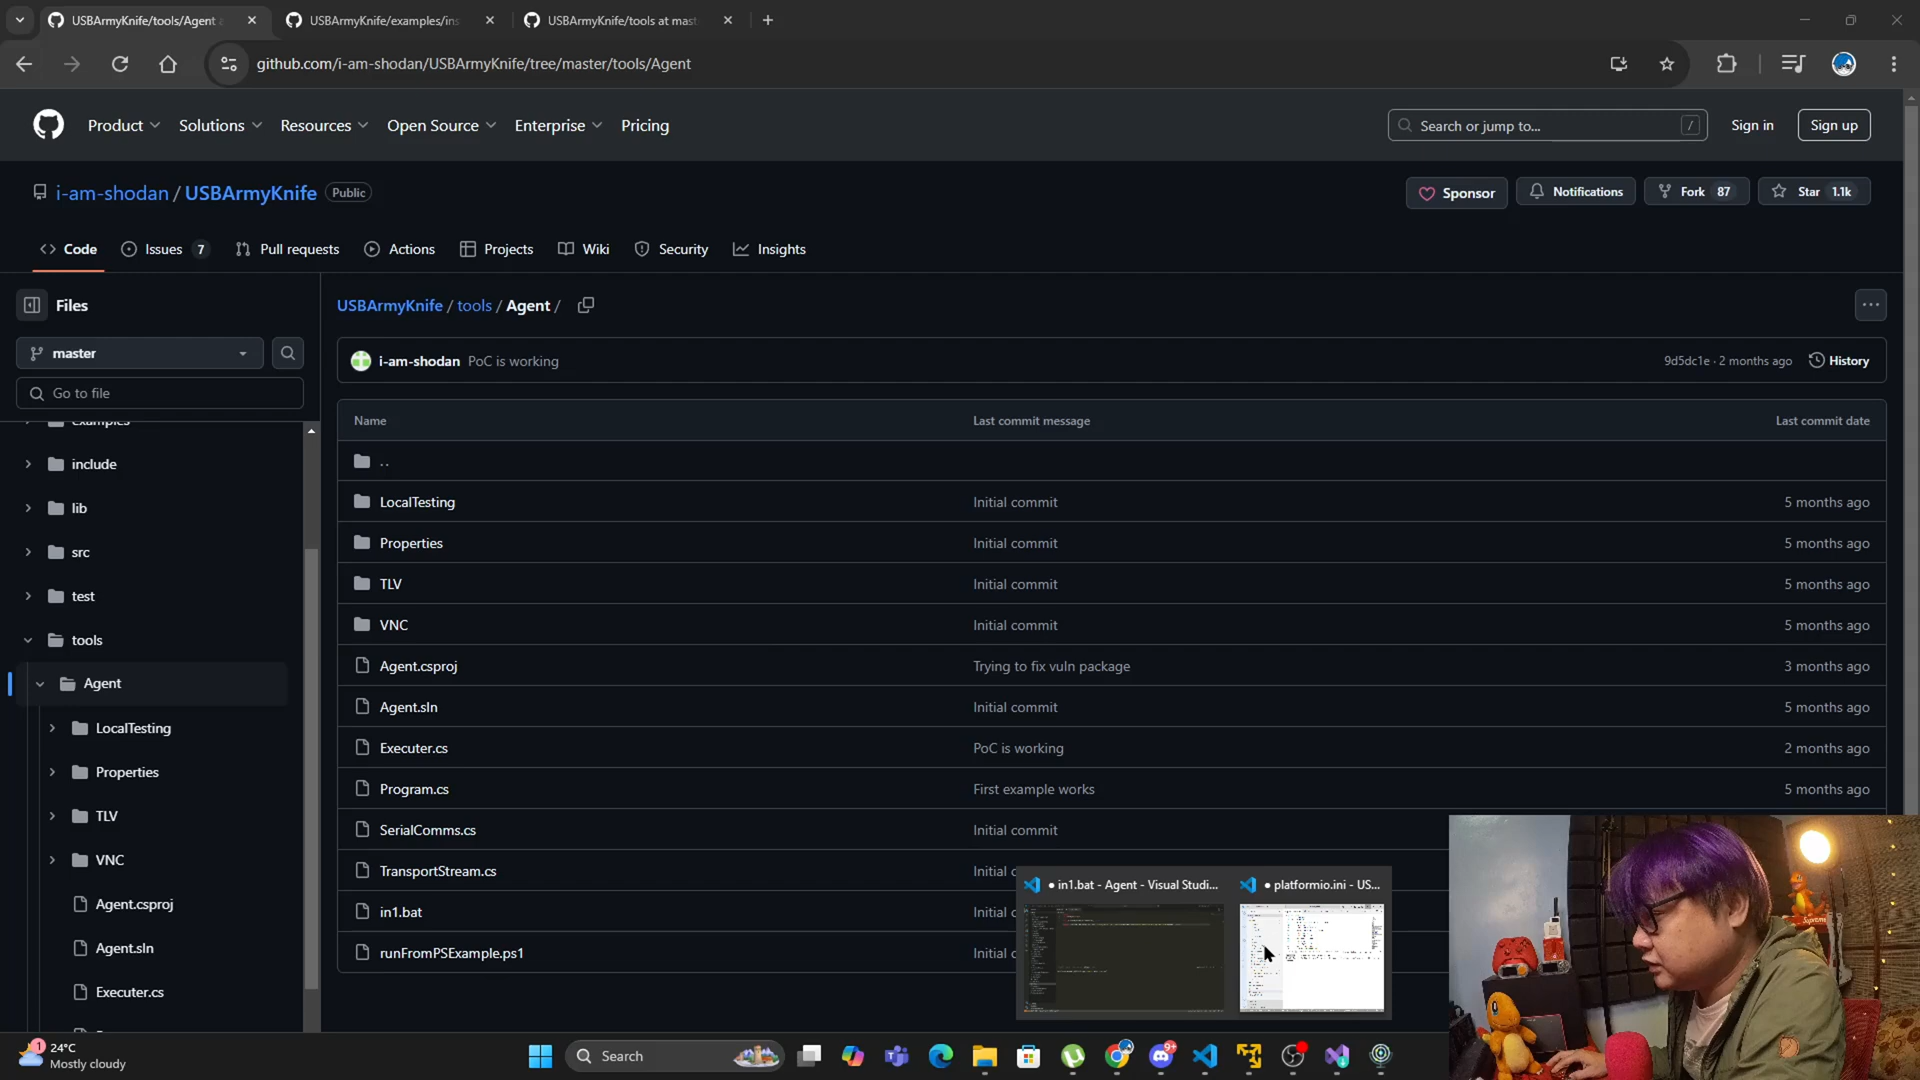 USBArmyKnife/tools/Agent a
USBArmyKnife/examples/ins
USBArmyKnife/tools at mast
github.com/i-am-shodan/USBArmyKnife/tree/master/tools/Agent
Product
Solutions
Resources
Open Source
Enterprise
Pricing
Search or jump to...
/
Sign in
Sign up
i-am-shodan / USBArmyKnife
Public
Sponsor
Notifications
Fork 87
Star 1.1k
Code
Issues 7
Pull requests
Actions
Projects
Wiki
Security
Insights
Files
master
Go to file
examples
include
lib
src
test
tools
Agent
LocalTesting
Properties
TLV
VNC
Agent.csproj
Agent.sln
Executer.cs
USBArmyKnife / tools / Agent /
i-am-shodan PoC is working
9d5dc1e · 2 months ago
History
Name Last commit message Last commit date
..
LocalTesting Initial commit 5 months ago
Properties Initial commit 5 months ago
TLV Initial commit 5 months ago
VNC Initial commit 5 months ago
Agent.csproj Trying to fix vuln package 3 months ago
Agent.sln Initial commit 5 months ago
Executer.cs PoC is working 2 months ago
Program.cs First example works 5 months ago
SerialComms.cs Initial commit
TransportStream.cs Initial c
in1.bat Initial c
runFromPSExample.ps1 Initial c
● in1.bat - Agent - Visual Studi...
● platformio.ini - US...
1
24°C
Mostly cloudy
Search
9+
Supreme